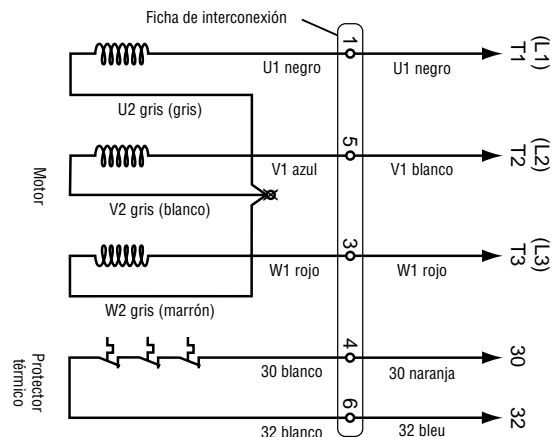 Ficha de interconexión
1
(L1)
T1
U1 negro
U1 negro
U2 gris (gris)
5
(L2)
T2
V1 azul
V1 blanco
V2 gris (blanco)
Motor
3
(L3)
T3
W1 rojo
W1 rojo
W2 gris (marrón)
4
30
30 blanco
30 naranja
Protector
térmico
6
32
32 blanco
32 bleu